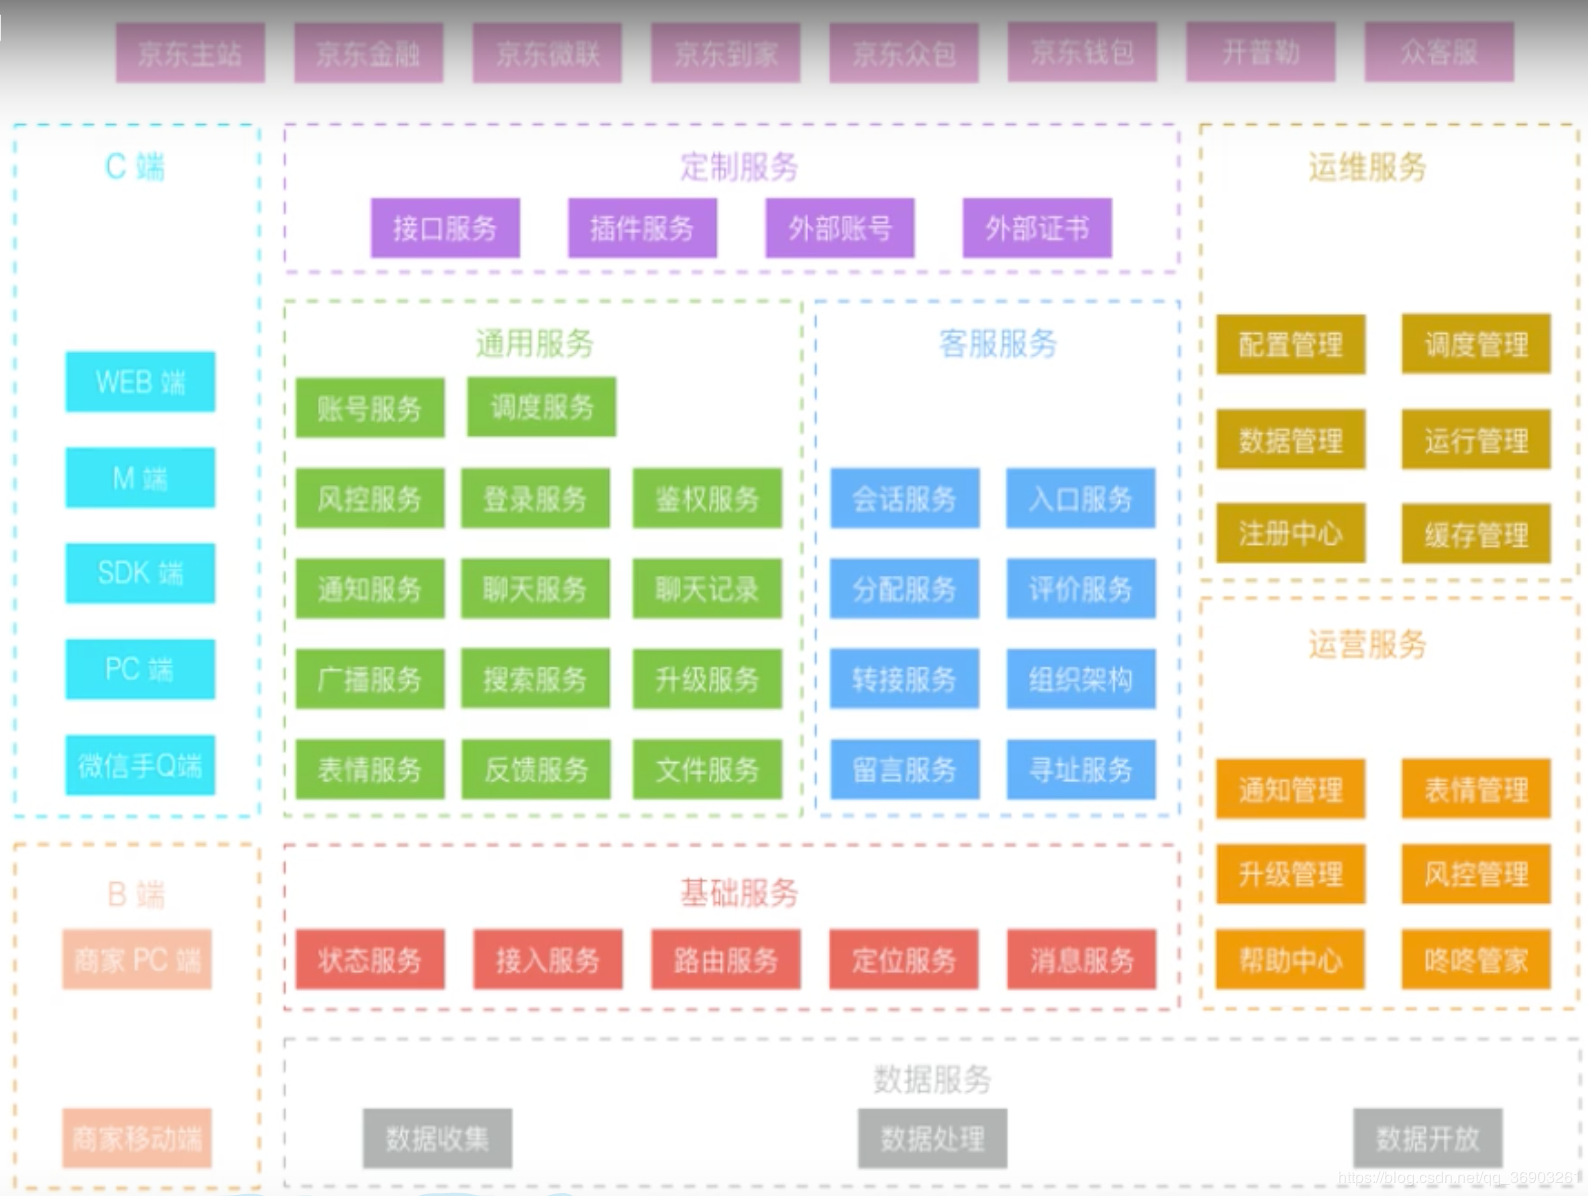 京东主站 京东金融 京东微联 京东到家 京东众包 京东钱包 开普勒 众客服
C 端
WEB 端
M 端
SDK 端
PC 端
微信手Q端
B 端
商家 PC 端
商家移动端
定制服务
接口服务 插件服务 外部账号 外部证书
通用服务
账号服务 调度服务
风控服务 登录服务 鉴权服务
通知服务 聊天服务 聊天记录
广播服务 搜索服务 升级服务
表情服务 反馈服务 文件服务
客服服务
会话服务 入口服务
分配服务 评价服务
转接服务 组织架构
留言服务 寻址服务
基础服务
状态服务 接入服务 路由服务 定位服务 消息服务
运维服务
配置管理 调度管理
数据管理 运行管理
注册中心 缓存管理
运营服务
通知管理 表情管理
升级管理 风控管理
帮助中心 咚咚管家
数据服务
数据收集 数据处理 数据开放